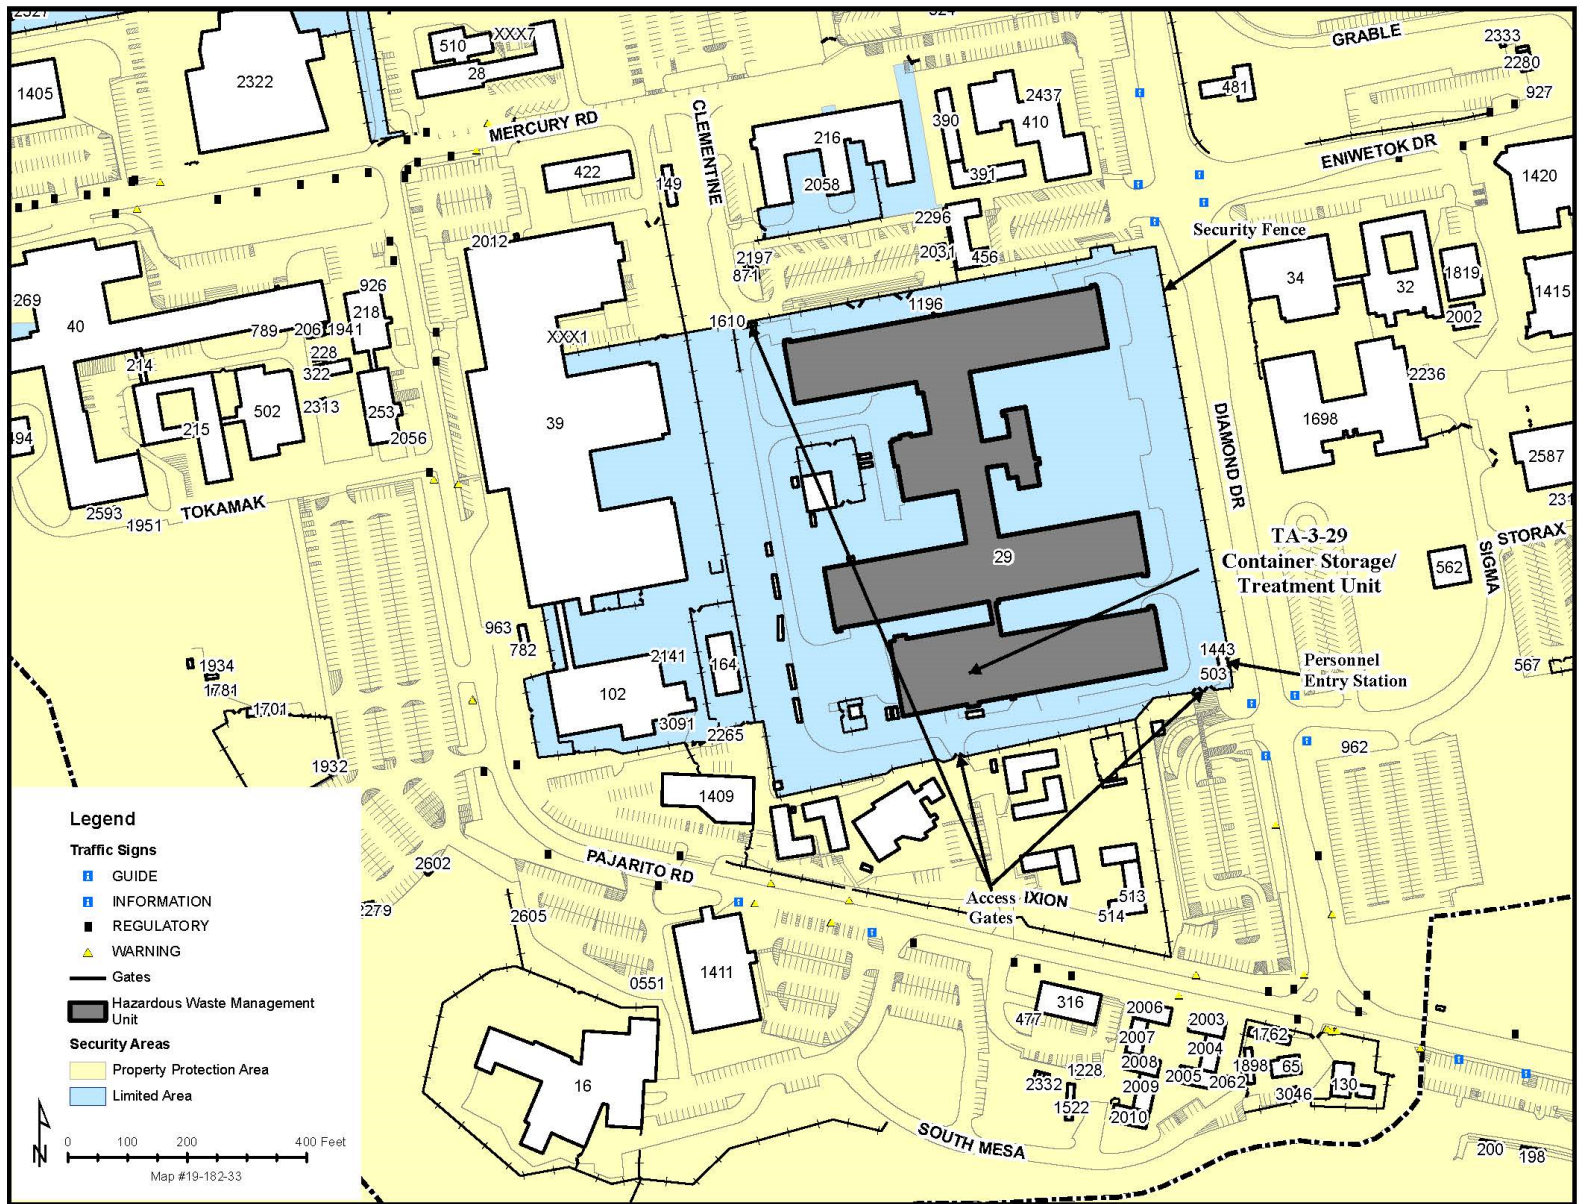 2327
524
GRABLE
2333
2280
927
510
XXX7
28
2322
1405
481
MERCURY RD
CLEMENTINE
390
2437
410
ENIWETOK DR
216
422
149
2058
391
1420
2296
2031
456
Security Fence
2012
2197
871
34
32
1819
1415
2002
269
40
926
218
789
206
1941
228
322
214
XXX1
1610
1196
2236
502
2313
253
2056
215
494
39
1698
DIAMOND DR
2587
231
2593
1951
TOKAMAK
29
TA-3-29
Container Storage/
Treatment Unit
STORAX
SIGMA
562
963
782
2141
164
1934
1781
1701
102
3091
2265
1443
503
Personnel
Entry Station
567
1932
962
1409
Legend
Traffic Signs
GUIDE
INFORMATION
REGULATORY
WARNING
Gates
Hazardous Waste Management
Unit
Security Areas
Property Protection Area
Limited Area
N
0 100 200 400 Feet
Map #19-182-33
2602
2279
PAJARITO RD
2605
Access
Gates
IXION
513
514
1411
0551
16
316
477
2006
2007
2003
2004
2008
1762
1228
2332
1522
2009
2005
2062
1898
65
130
3046
2010
SOUTH MESA
200
198